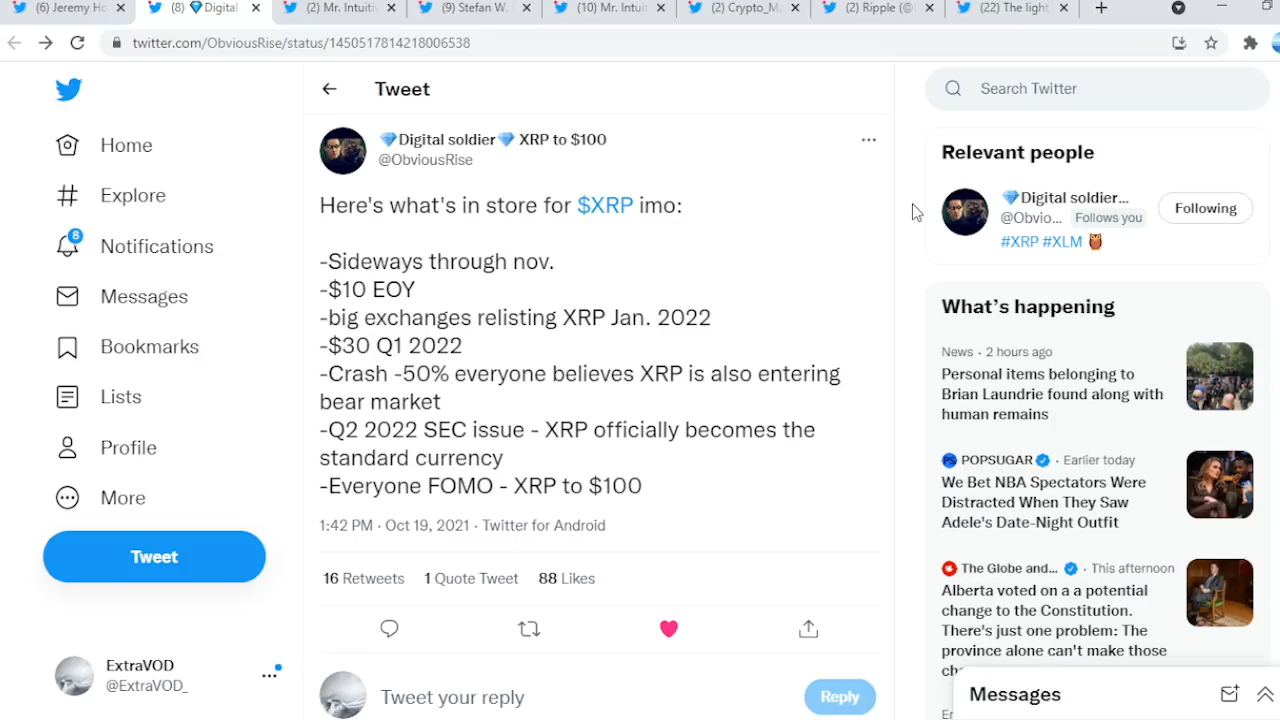 (6) Jeremy Ho
(8) 💎Digital
(2) Mr. Intuitiv
(9) Stefan W.
(10) Mr. Intui
(2) Crypto_Ma
(2) Ripple (@
(22) The light
twitter.com/ObviousRise/status/1450517814218006538
Home
Explore
8
Notifications
Messages
Bookmarks
Lists
Profile
More
Tweet
ExtraVOD
@ExtraVOD_
Tweet
💎Digital soldier💎 XRP to $100
@ObviousRise
Here's what's in store for $XRP imo:
-Sideways through nov.
-$10 EOY
-big exchanges relisting XRP Jan. 2022
-$30 Q1 2022
-Crash -50% everyone believes XRP is also entering
bear market
-Q2 2022 SEC issue - XRP officially becomes the
standard currency
-Everyone FOMO - XRP to $100
1:42 PM · Oct 19, 2021 · Twitter for Android
16 Retweets 1 Quote Tweet 88 Likes
Tweet your reply
Reply
Search Twitter
Relevant people
💎Digital soldier...
@Obvio... Follows you
Following
#XRP #XLM 🦉
What's happening
News · 2 hours ago
Personal items belonging to
Brian Laundrie found along with
human remains
POPSUGAR · Earlier today
We Bet NBA Spectators Were
Distracted When They Saw
Adele's Date-Night Outfit
The Globe and... · This afternoon
Alberta voted on a a potential
change to the Constitution.
There's just one problem: The
province alone can't make those
Messages